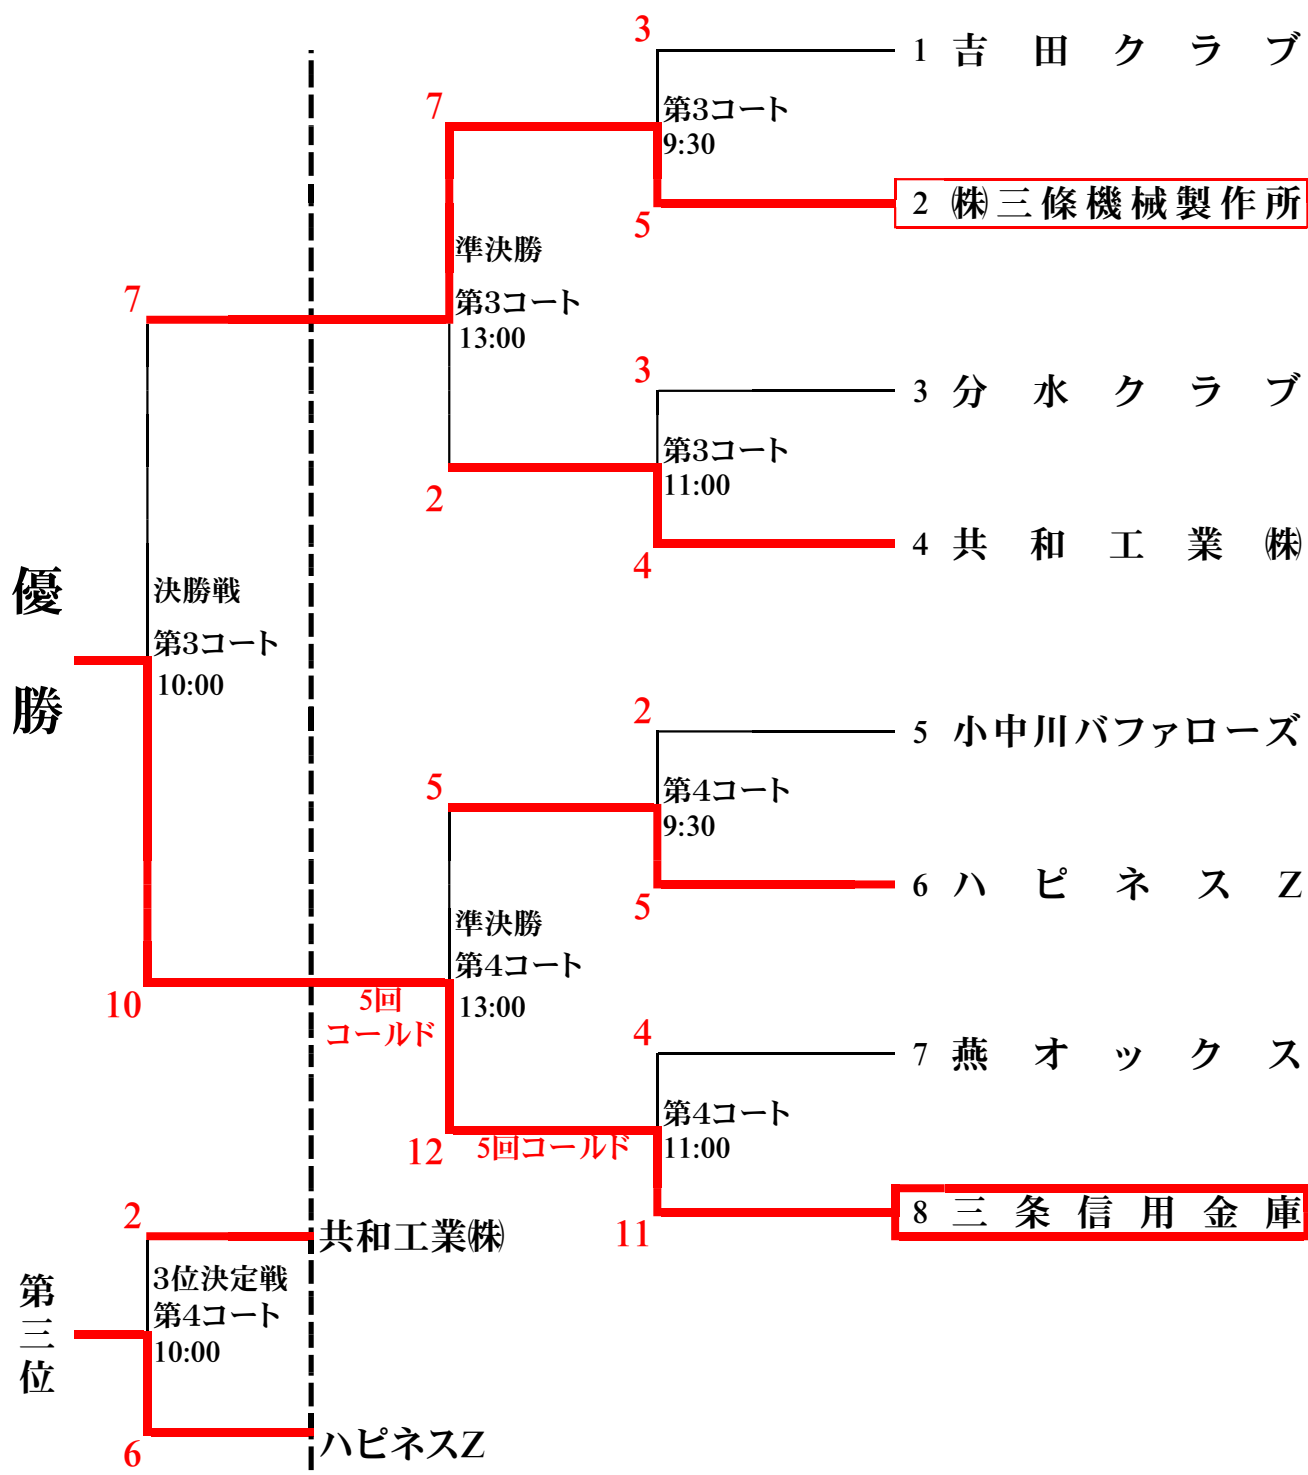 3
1 吉田クラブ
7
第3コート
9:30
2 ㈱三條機械製作所
5
準決勝
第3コート
13:00
7
3
3 分水クラブ
第3コート
11:00
2
4 共和工業㈱
4
優勝
決勝戦
第3コート
10:00
2
5 小中川バファローズ
5
第4コート
9:30
6 ハピネスZ
5
準決勝
第4コート
13:00
10
5回
コールド
4
7 燕オックス
第4コート
11:00
12
5回コールド
8 三条信用金庫
11
2
共和工業㈱
第三位
3位決定戦
第4コート
10:00
6
ハピネスZ